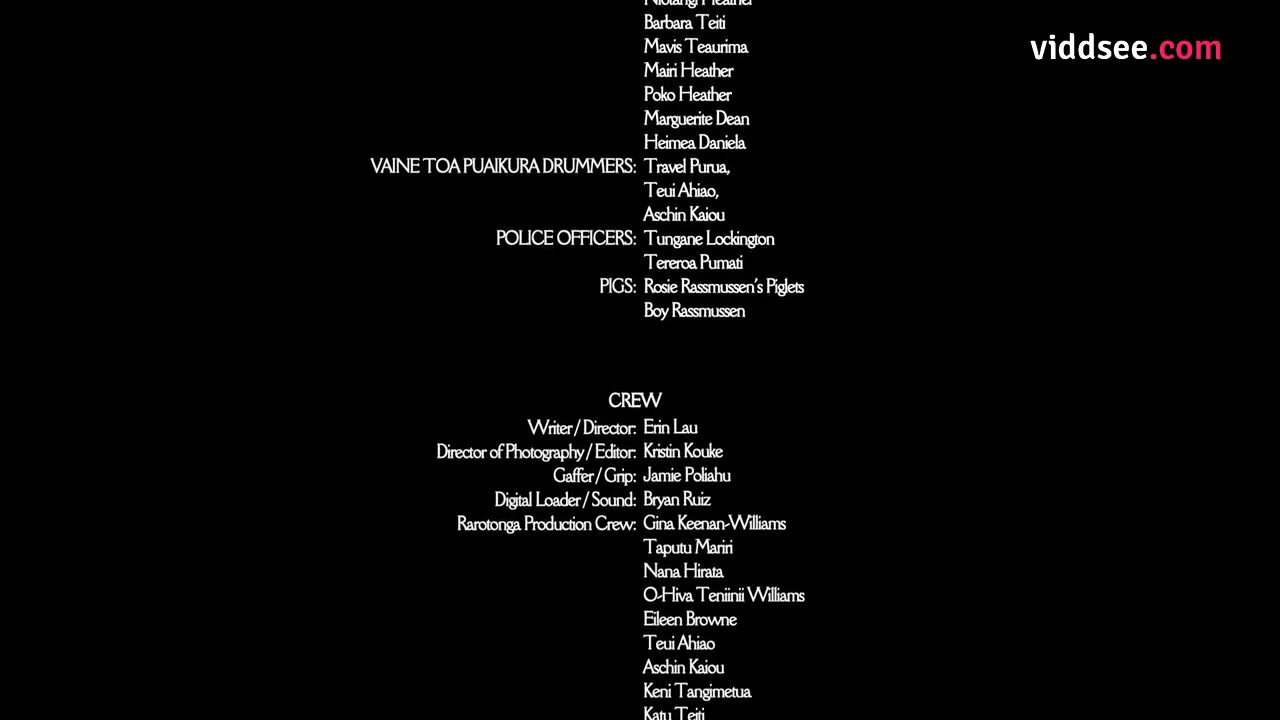 Heather
Barbara Teiti
viddsee.com
Mavis Teaurima
Mairi Heather
Poko Heather
Marguerite Dean
Heimea Daniela
VAINE TOA PUAIKURA DRUMMERS: Travel Purua,
Teui Ahiao,
Aschin Kaiou
POLICE OFFICERS: Tungane Lockington
Tereroa Pumati
PIGS: Rosie Rassmussen's Piglets
Boy Rassmussen
CREW
Writer / Director: Erin Lau
Director of Photography / Editor: Kristin Kouke
Gaffer / Grip: Jamie Poliahu
Digital Loader / Sound: Bryan Ruiz
Rarotonga Production Crew: Gina Keenan-Williams
Taputu Mariri
Nana Hirata
O-Hiva Teniinii Williams
Eileen Browne
Teui Ahiao
Aschin Kaiou
Keni Tangimetua
Katu Teiti